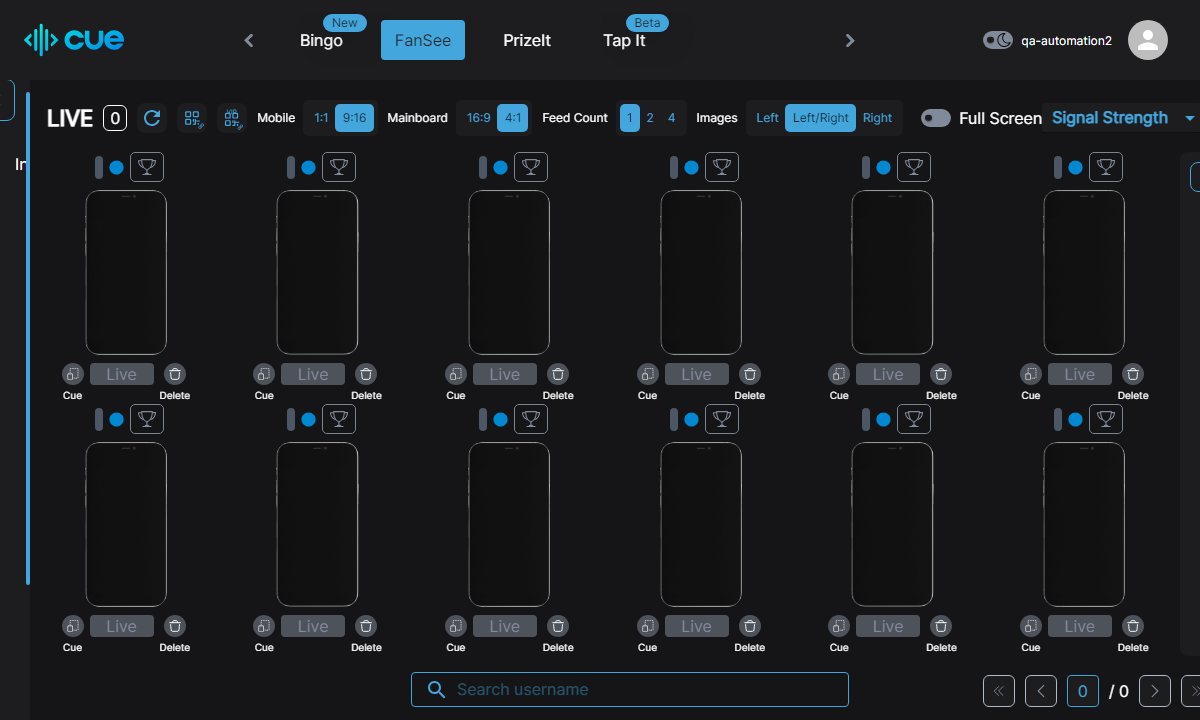 cue
New
Bingo
FanSee
PrizeIt
Beta
Tap It
qa-automation2
LIVE 0
Mobile 1:1 9:16
Mainboard 16:9 4:1
Feed Count 1 2 4
Images Left Left/Right Right
Full Screen
Signal Strength
In
Live Live Live Live Live Live
Cue Delete Cue Delete Cue Delete Cue Delete Cue Delete Cue Delete
Live Live Live Live Live Live
Cue Delete Cue Delete Cue Delete Cue Delete Cue Delete Cue Delete
Search username
0 / 0